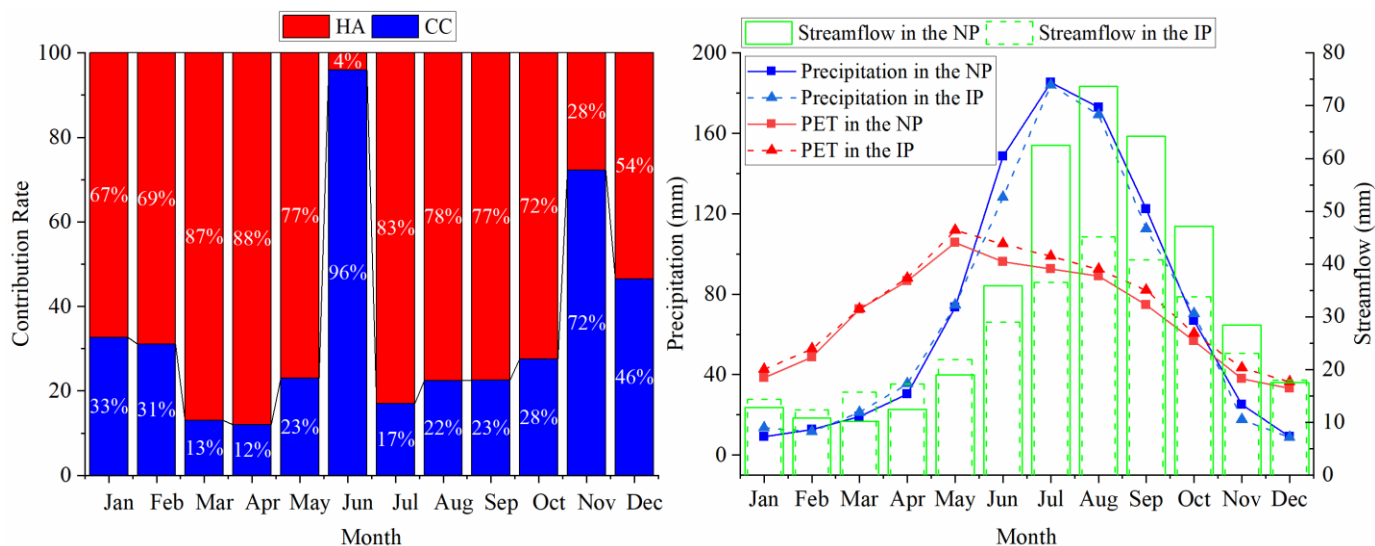 HA CC
100
80
60
40
20
0
Contribution Rate
67% 69% 87% 88% 77% 4% 83% 78% 77% 72% 28% 54%
33% 31% 13% 12% 23% 96% 17% 22% 23% 28% 72% 46%
Jan Feb Mar Apr May Jun Jul Aug Sep Oct Nov Dec
Month
Streamflow in the NP Streamflow in the IP
Precipitation in the NP
Precipitation in the IP
PET in the NP
PET in the IP
200
160
120
80
40
0
Precipitation (mm)
80
70
60
50
40
30
20
10
0
Streamflow (mm)
Jan Feb Mar Apr May Jun Jul Aug Sep Oct Nov Dec
Month